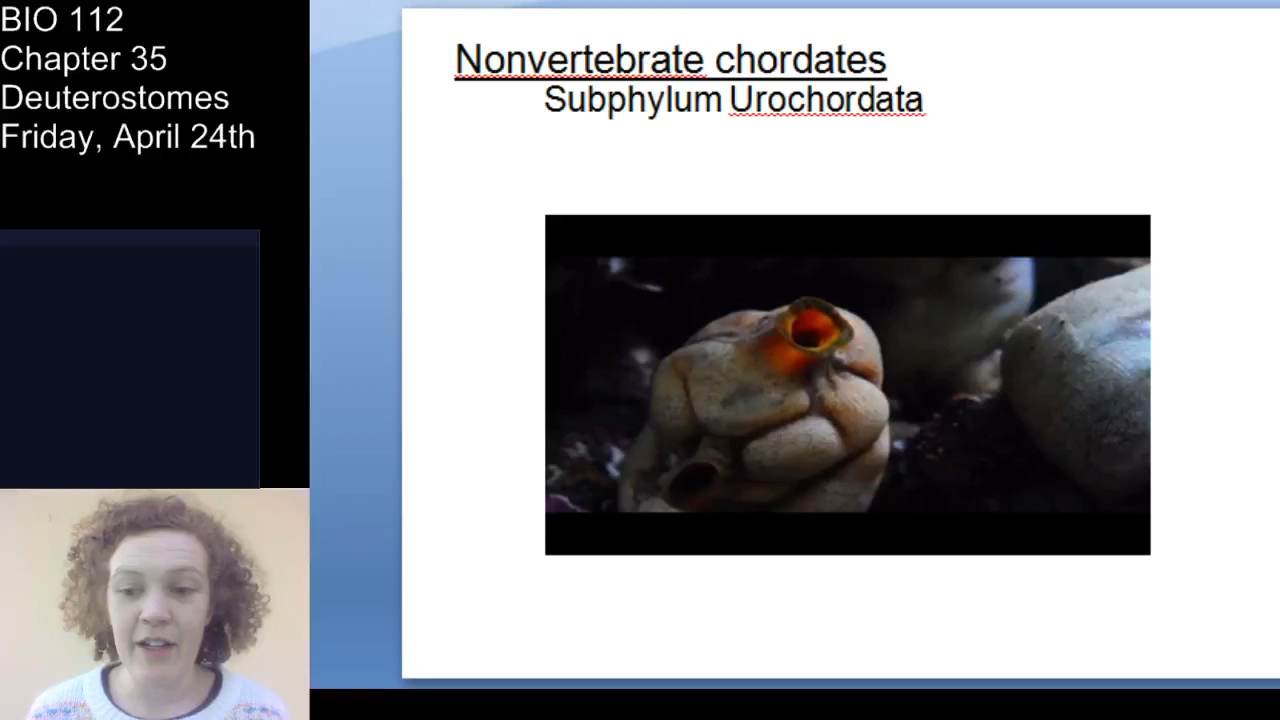 BIO 112
Chapter 35
Deuterostomes
Friday, April 24th
Nonvertebrate chordates
Subphylum Urochordata